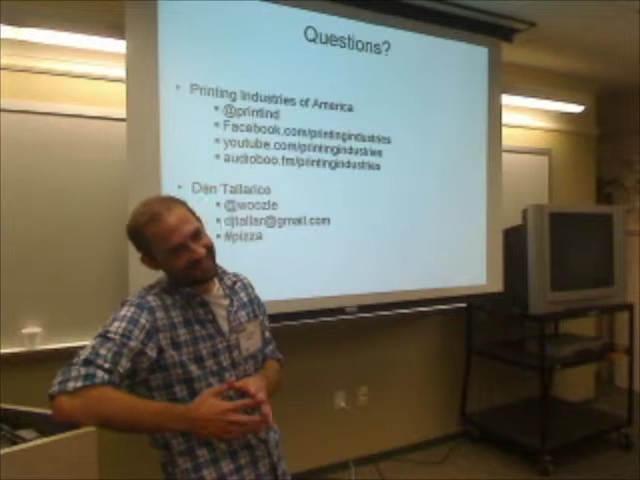 Questions?
• Printing Industries of America
• @printind
• Facebook.com/printingindustries
• youtube.com/printingindustries
• audioboo.fm/printingindustries
• Dan Tallarico
• @woozle
• djtallar@gmail.com
• #pizza